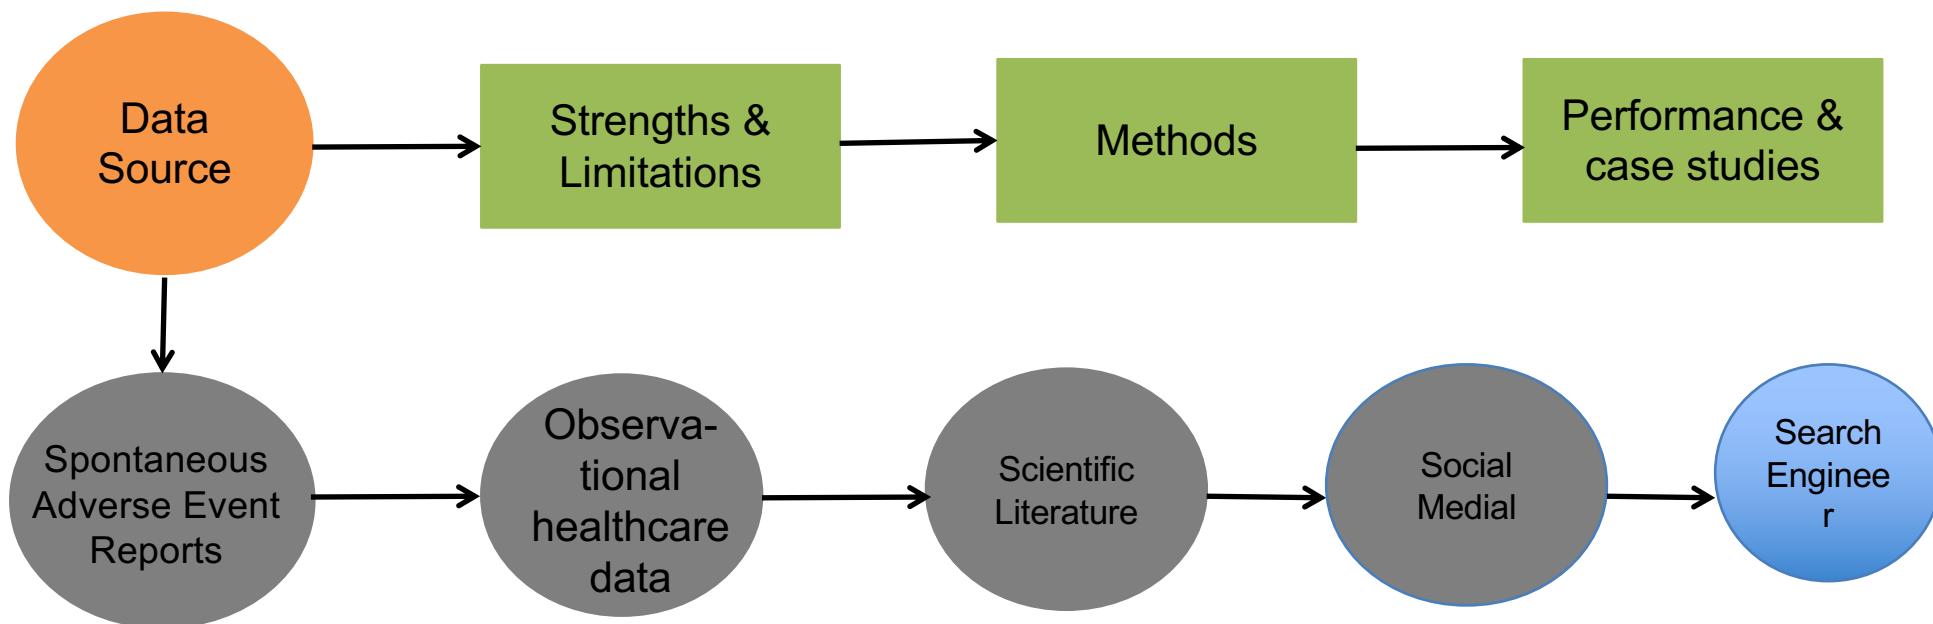 Data
Source
Strengths &
Limitations
Methods
Performance &
case studies
Spontaneous
Adverse Event
Reports
Observa-
tional
healthcare
data
Scientific
Literature
Social
Medial
Search
Enginee
r